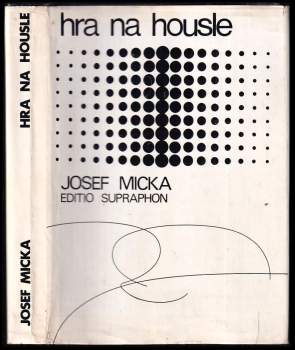 hra na housle
JOSEF MICKA
EDITIO SUPRAPHON
HRA NA HOUSLE
JOSEF MICKA